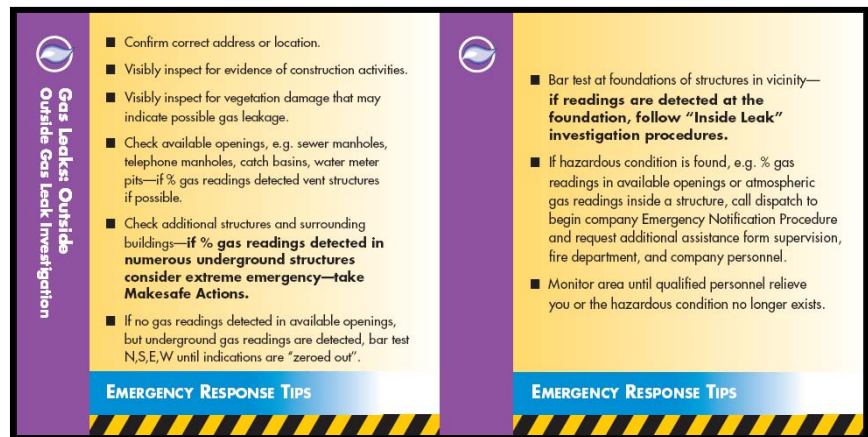 Gas Leaks: Outside
Outside Gas Leak Investigation
■ Confirm correct address or location.
■ Visibly inspect for evidence of construction activities.
■ Visibly inspect for vegetation damage that may
indicate possible gas leakage.
■ Check available openings, e.g. sewer manholes,
telephone manholes, catch basins, water meter
pits—if % gas readings detected vent structures
if possible.
■ Check additional structures and surrounding
buildings—if % gas readings detected in
numerous underground structures
consider extreme emergency—take
Makesafe Actions.
■ If no gas readings detected in available openings,
but underground gas readings are detected, bar test
N,S,E,W until indications are “zeroed out”.
EMERGENCY RESPONSE TIPS
■ Bar test at foundations of structures in vicinity—
if readings are detected at the
foundation, follow “Inside Leak”
investigation procedures.
■ If hazardous condition is found, e.g. % gas
readings in available openings or atmospheric
gas readings inside a structure, call dispatch to
begin company Emergency Notification Procedure
and request additional assistance form supervision,
fire department, and company personnel.
■ Monitor area until qualified personnel relieve
you or the hazardous condition no longer exists.
EMERGENCY RESPONSE TIPS